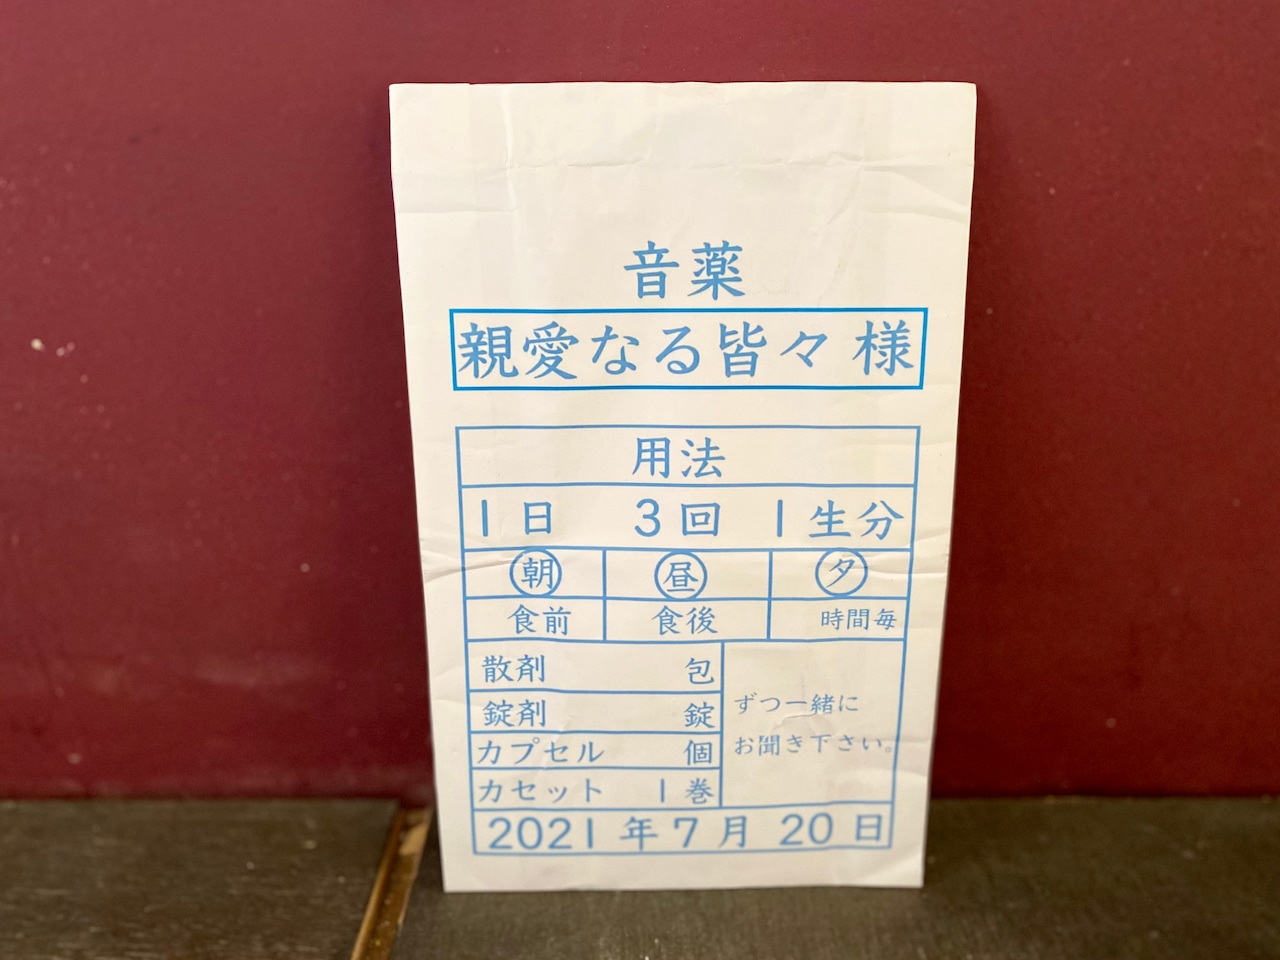 音薬
親愛なる皆々 様
用法
1日 3回 1生分
朝 昼 夕
食前 食後 時間毎
散剤 包
錠剤 錠
カプセル 個
カセット 1巻
ずつ一緒に
お聞き下さい。
2021年7月20日